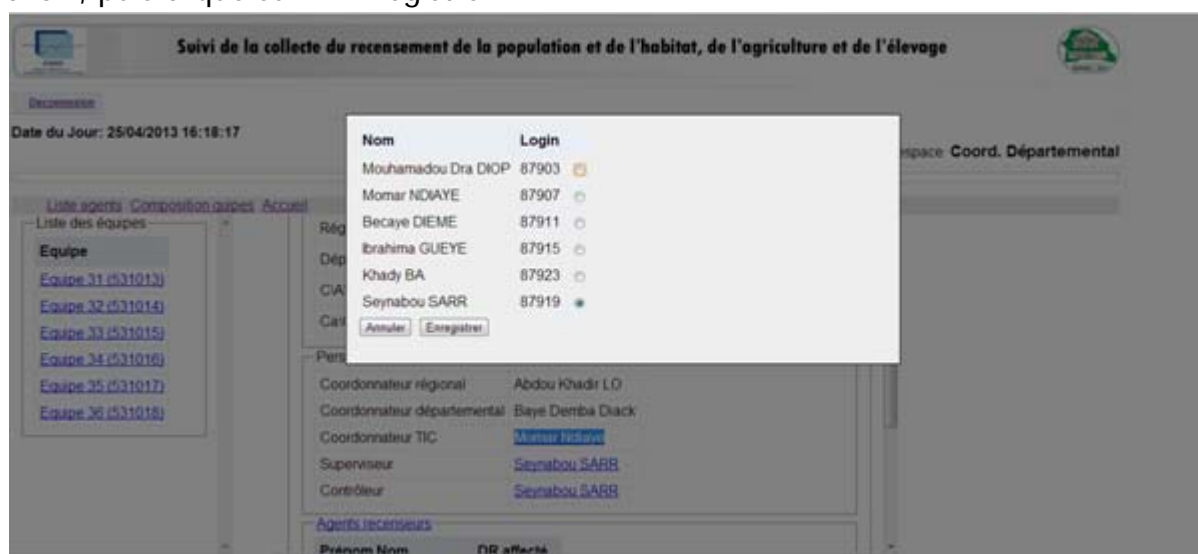 Suivi de la collecte du recensement de la population et de l'habitat, de l'agriculture et de l'élevage
Deconnexion
Date du Jour: 25/04/2013 16:18:17
espace Coord. Départemental
Liste agents Composition quipes Accueil
Liste des équipes
Equipe
Equipe 31 (531013)
Equipe 32 (531014)
Equipe 33 (531015)
Equipe 34 (531016)
Equipe 35 (531017)
Equipe 36 (531018)
Nom Login
Mouhamadou Dra DIOP 87903
Momar NDIAYE 87907
Becaye DIEME 87911
Ibrahima GUEYE 87915
Khady BA 87923
Seynabou SARR 87919
Annuler Enregistrer
Rég
Dép
Pers
Coordonnateur régional Abdou Khadir LO
Coordonnateur départemental Baye Demba Diack
Coordonnateur TIC Momar Ndiaye
Superviseur Seynabou SARR
Contrôleur Seynabou SARR
Agents recenseurs
Prénom Nom DR affecté